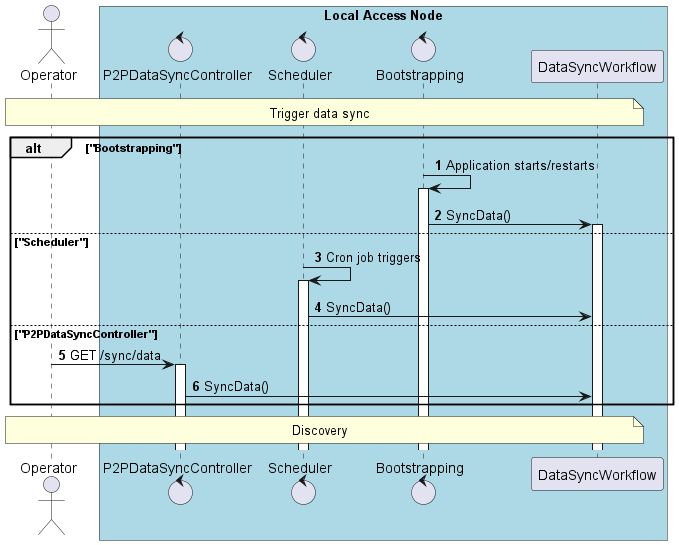 Local Access Node
Operator
P2PDataSyncController
Scheduler
Bootstrapping
DataSyncWorkflow
Trigger data sync
alt
["Bootstrapping"]
1 Application starts/restarts
2 SyncData()
["Scheduler"]
3 Cron job triggers
4 SyncData()
["P2PDataSyncController"]
5 GET /sync/data
6 SyncData()
Discovery
Operator
P2PDataSyncController
Scheduler
Bootstrapping
DataSyncWorkflow